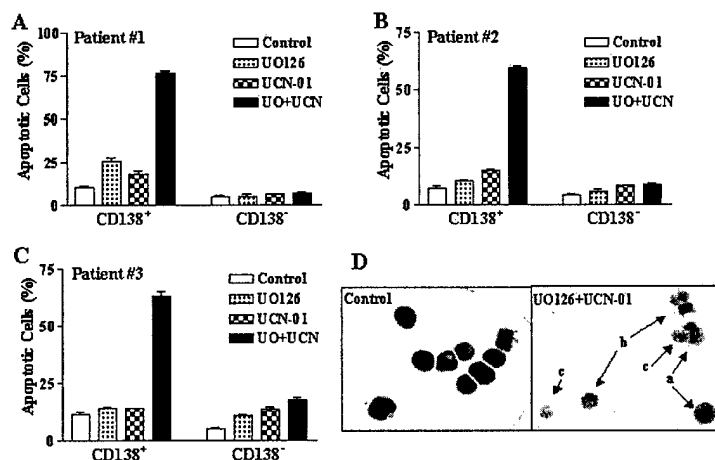 A
Patient #1
Apoptotic Cells (%)
100
75
50
25
0
Control
UO126
UCN-01
UO+UCN
CD138+
CD138-
B
Patient #2
Apoptotic Cells (%)
75
50
25
0
Control
UO126
UCN-01
UO+UCN
CD138+
CD138-
C
Patient #3
Apoptotic Cells (%)
75
50
25
0
Control
UO126
UCN-01
UO+UCN
CD138+
CD138-
D
Control
UO126+UCN-01
b
c
a
c